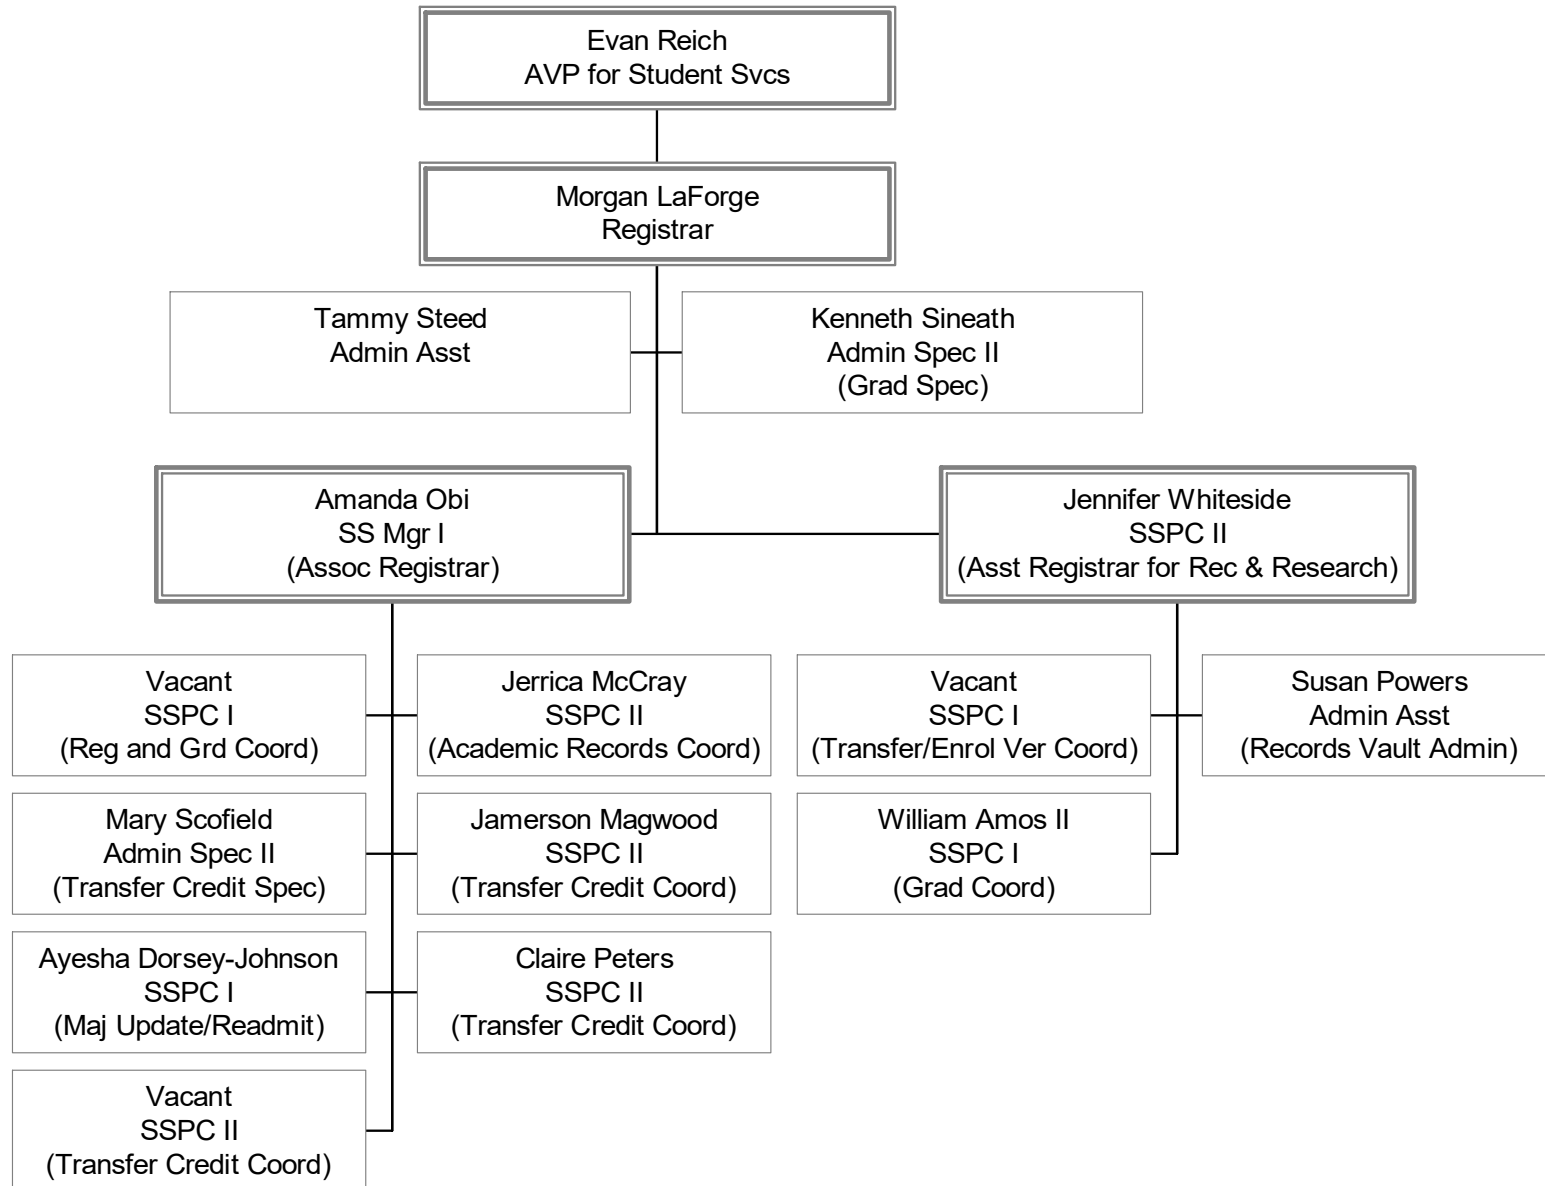 Evan Reich
AVP for Student Svcs
Morgan LaForge
Registrar
Tammy Steed
Admin Asst
Kenneth Sineath
Admin Spec II
(Grad Spec)
Amanda Obi
SS Mgr I
(Assoc Registrar)
Jennifer Whiteside
SSPC II
(Asst Registrar for Rec & Research)
Vacant
SSPC I
(Reg and Grd Coord)
Jerrica McCray
SSPC II
(Academic Records Coord)
Vacant
SSPC I
(Transfer/Enrol Ver Coord)
Susan Powers
Admin Asst
(Records Vault Admin)
Mary Scofield
Admin Spec II
(Transfer Credit Spec)
Jamerson Magwood
SSPC II
(Transfer Credit Coord)
William Amos II
SSPC I
(Grad Coord)
Ayesha Dorsey-Johnson
SSPC I
(Maj Update/Readmit)
Claire Peters
SSPC II
(Transfer Credit Coord)
Vacant
SSPC II
(Transfer Credit Coord)